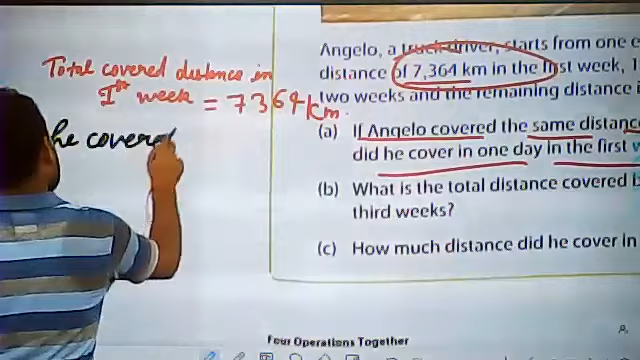 Total covered distance in
Ist week = 7364 km
he covered
Angelo, a truck driver, starts from one
distance of 7,364 km in the first week, 1
two weeks and the remaining distance
(a) If Angelo covered the same distance
did he cover in one day in the first
(b) What is the total distance covered
third weeks?
(c) How much distance did he cover in
Four Operations Together